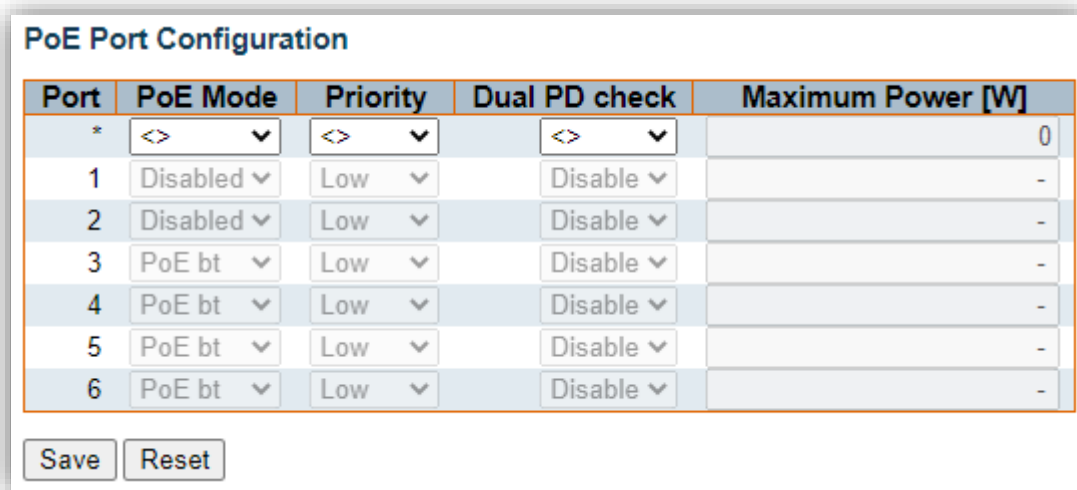 PoE Port Configuration
Port PoE Mode Priority Dual PD check Maximum Power [W]
* <> <> <> 0
1 Disabled Low Disable -
2 Disabled Low Disable -
3 PoE bt Low Disable -
4 PoE bt Low Disable -
5 PoE bt Low Disable -
6 PoE bt Low Disable -
Save Reset